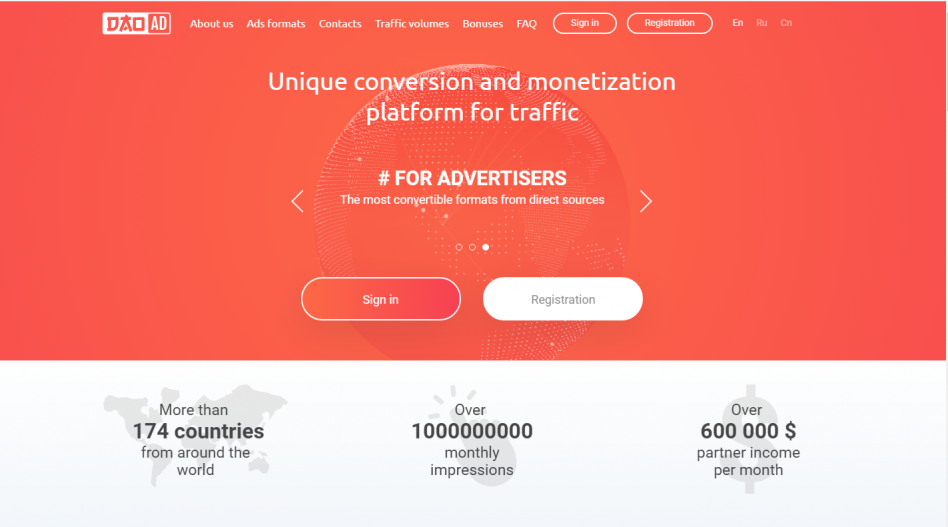 DAO AD
About us Ads formats Contacts Traffic volumes Bonuses FAQ Sign in Registration En Ru Cn
Unique conversion and monetization
platform for traffic
# FOR ADVERTISERS
The most convertible formats from direct sources
Sign in Registration
More than
174 countries
from around the
world
Over
1000000000
monthly
impressions
Over
600 000 $
partner income
per month